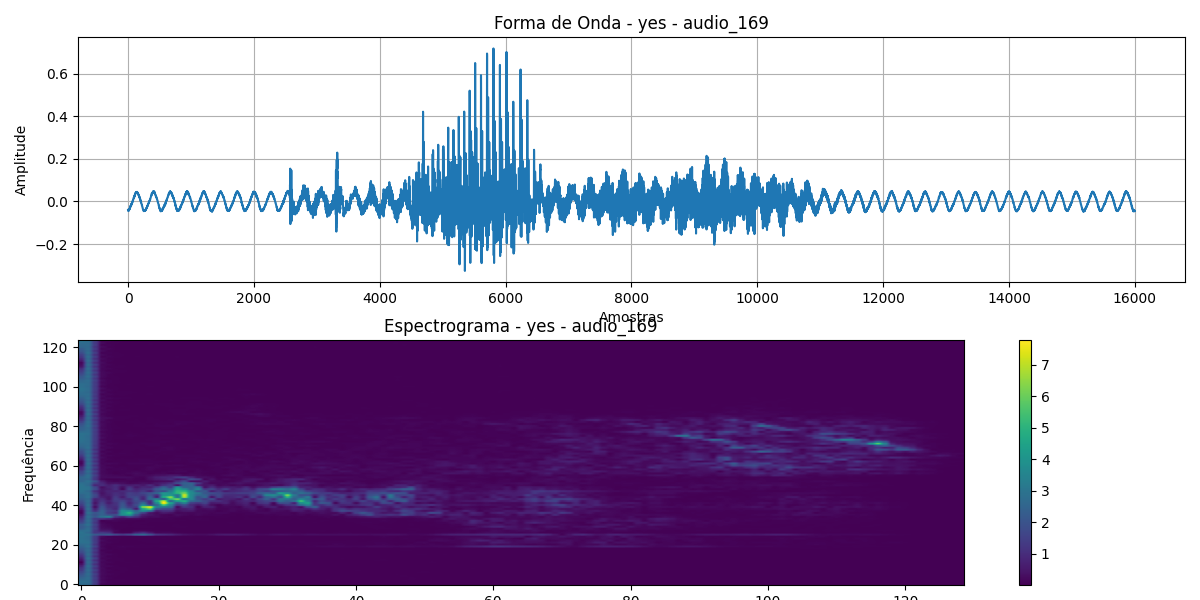 Forma de Onda - yes - audio_169
Amplitude
0.6
0.4
0.2
0.0
−0.2
0 2000 4000 6000 8000 10000 12000 14000 16000
Amostras
Espectrograma - yes - audio_169
Frequência
120
100
80
60
40
20
0
0 20 40 60 80 100 120
7
6
5
4
3
2
1